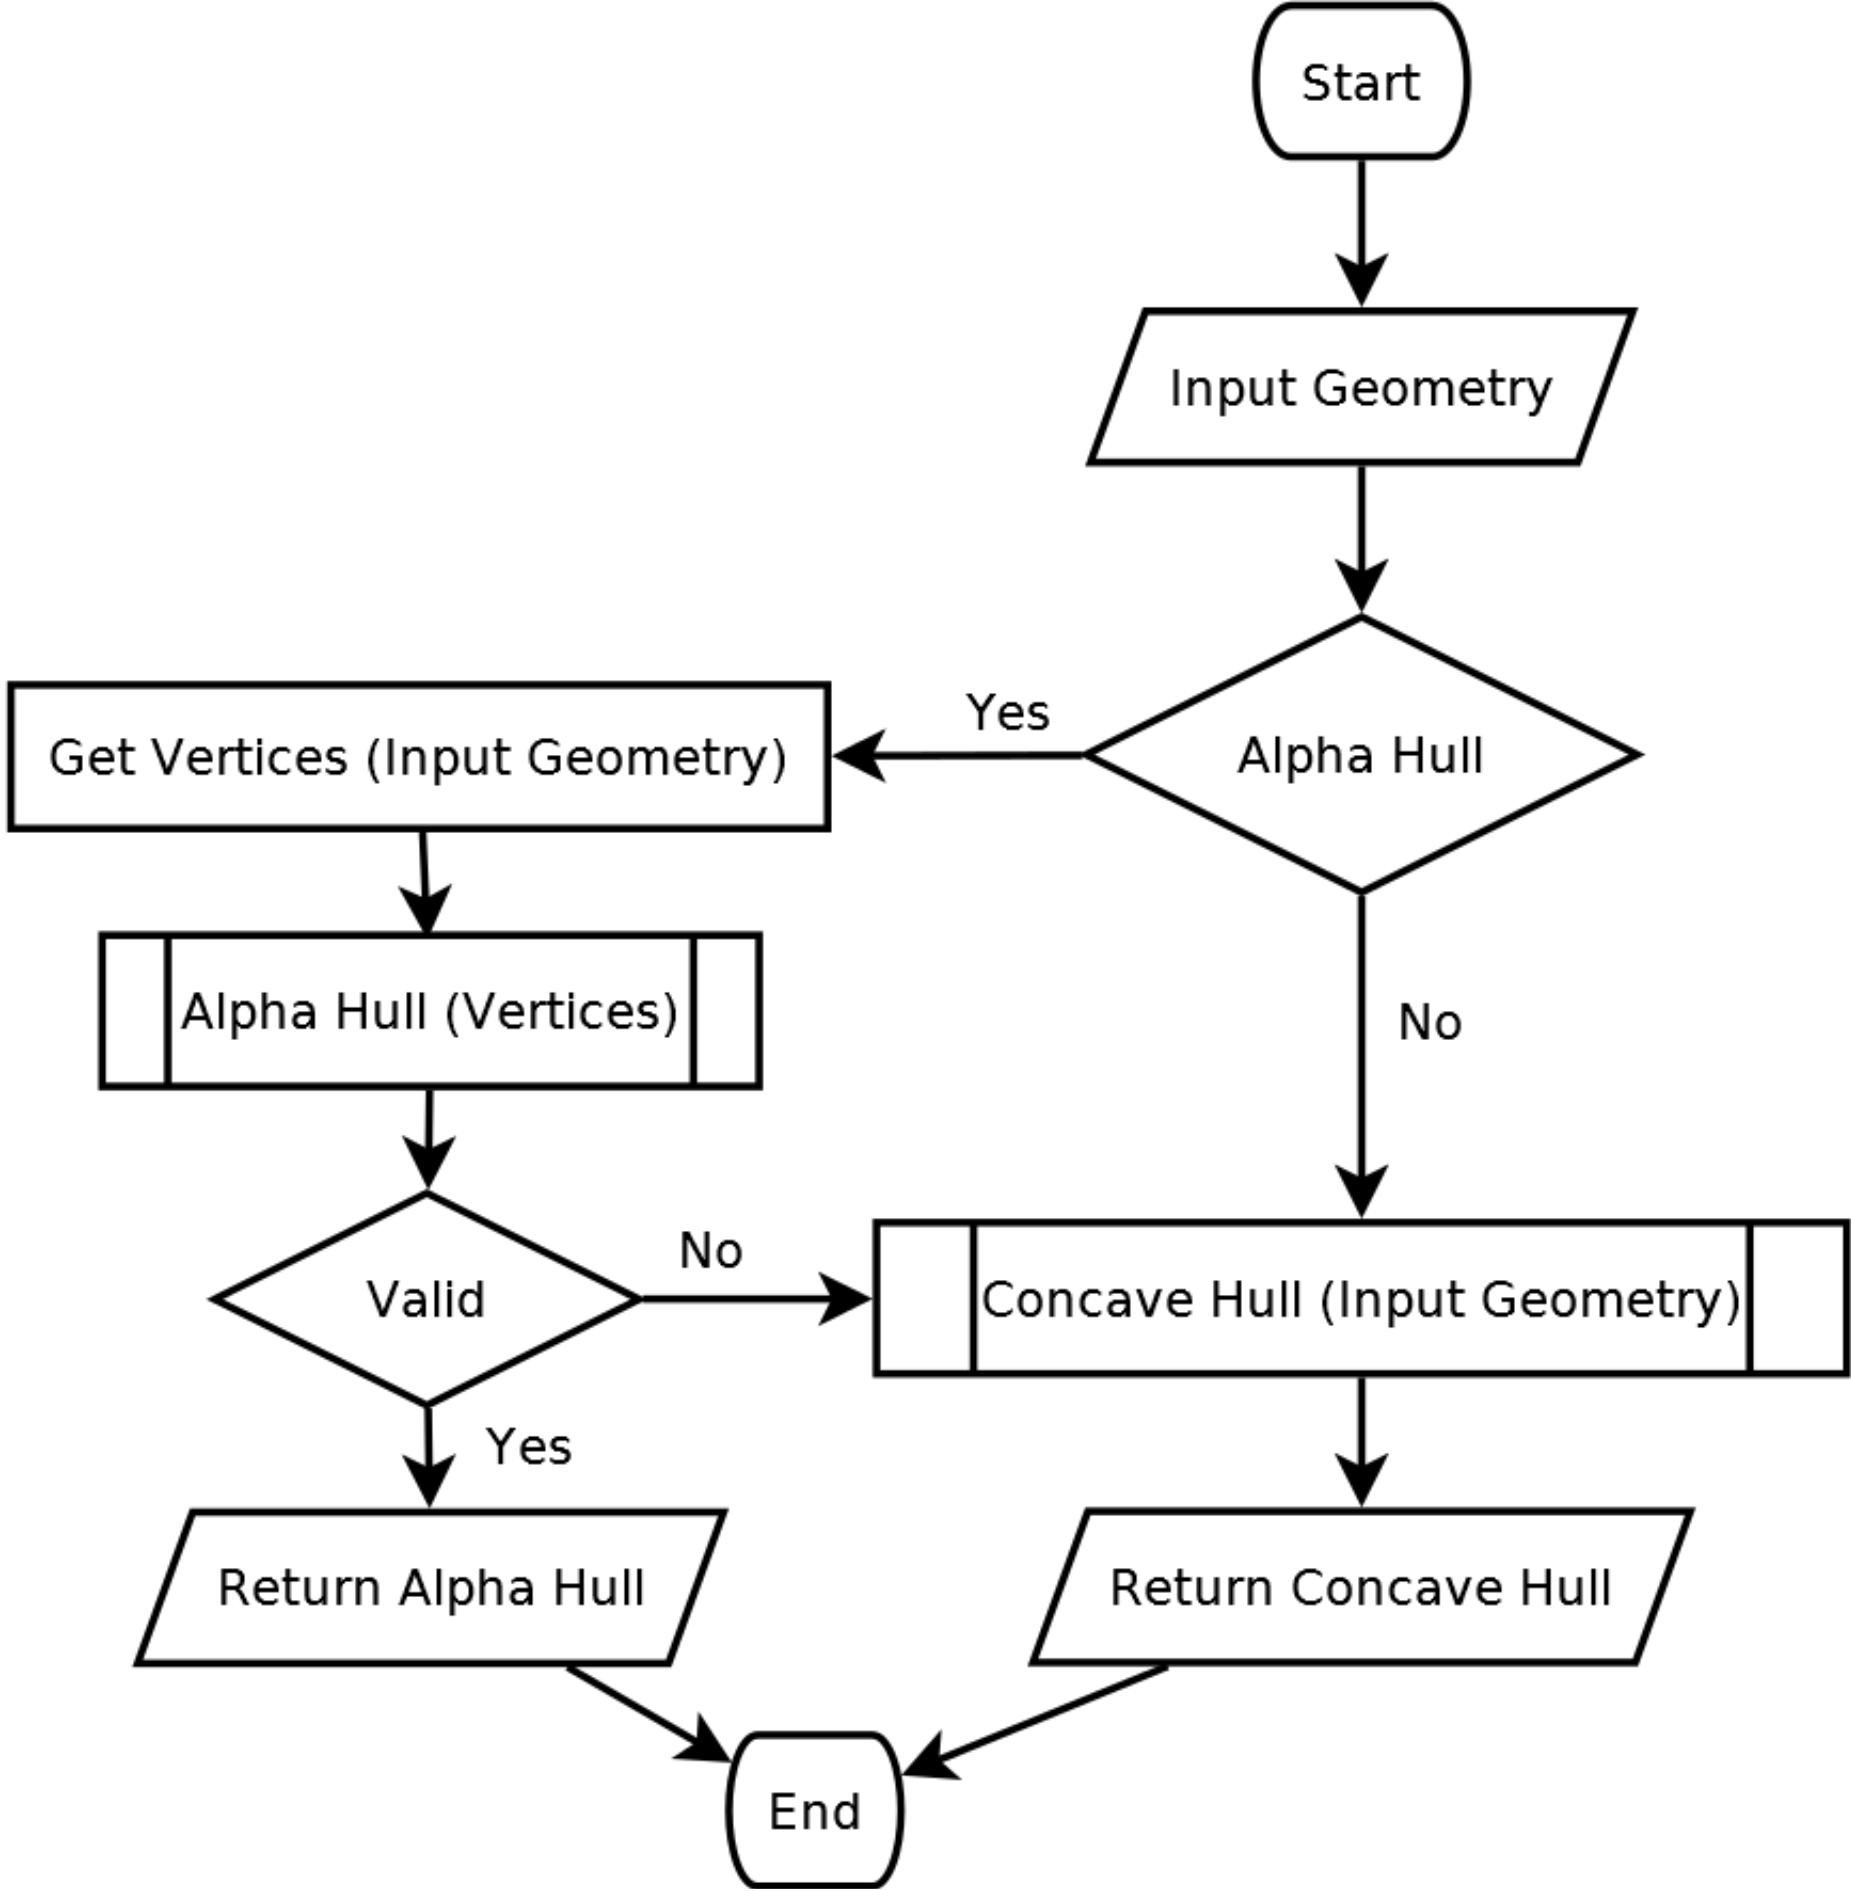 Start
Input Geometry
Alpha Hull
Yes
Get Vertices (Input Geometry)
No
Alpha Hull (Vertices)
Valid
No
Concave Hull (Input Geometry)
Yes
Return Alpha Hull
Return Concave Hull
End